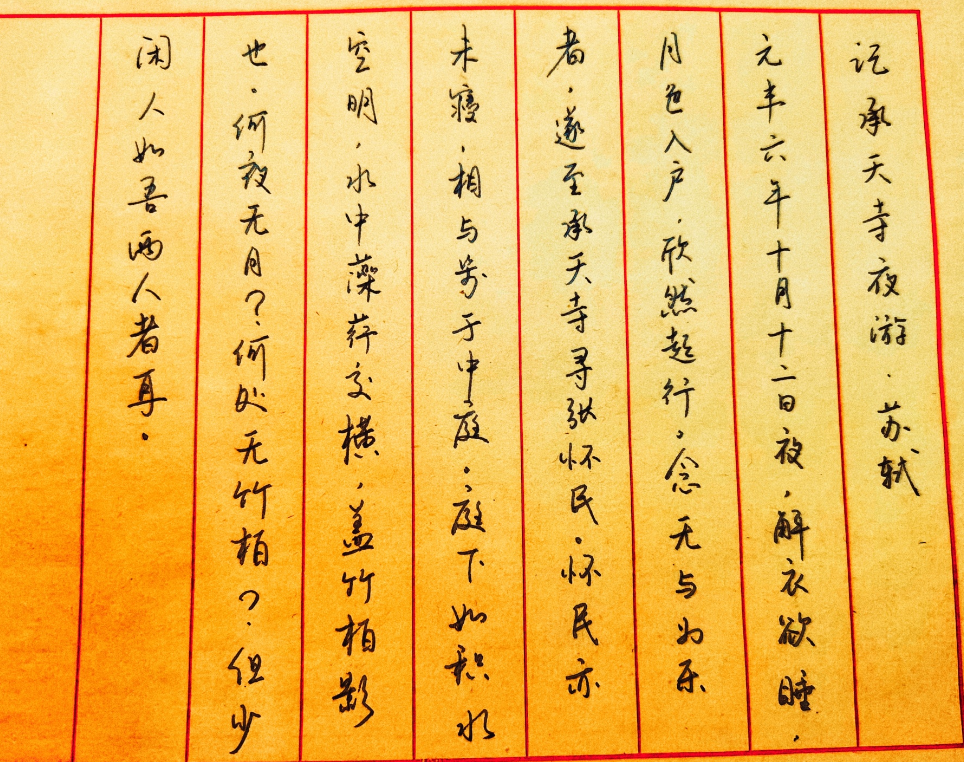 记承天寺夜游.苏轼
元丰六年十月十二日夜,解衣欲睡,
月色入户,欣然起行。念无与为乐
者,遂至承天寺寻张怀民。怀民亦
未寝,相与步于中庭。庭下如积水
空明,水中藻荇交横,盖竹柏影
也。何夜无月?何处无竹柏?但少
闲人如吾两人者耳。